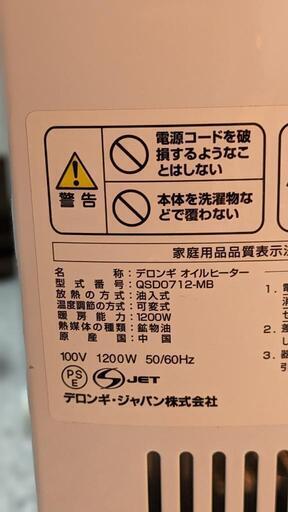 警告
電源コードを破
損するようなこ
とはしない
本体を洗濯物な
どで覆わない
家庭用品品質表示
名称：デロンギ オイルヒーター
型式番号：QSD0712-MB
放熱の方式：油入式
温度調節の方式：可変式
暖房能力：1200W
熱媒体の種類：鉱物油
原産国：中国
100V 1200W 50/60Hz
PS
E
JET
デロンギ・ジャパン株式会社
1.
2.
3.